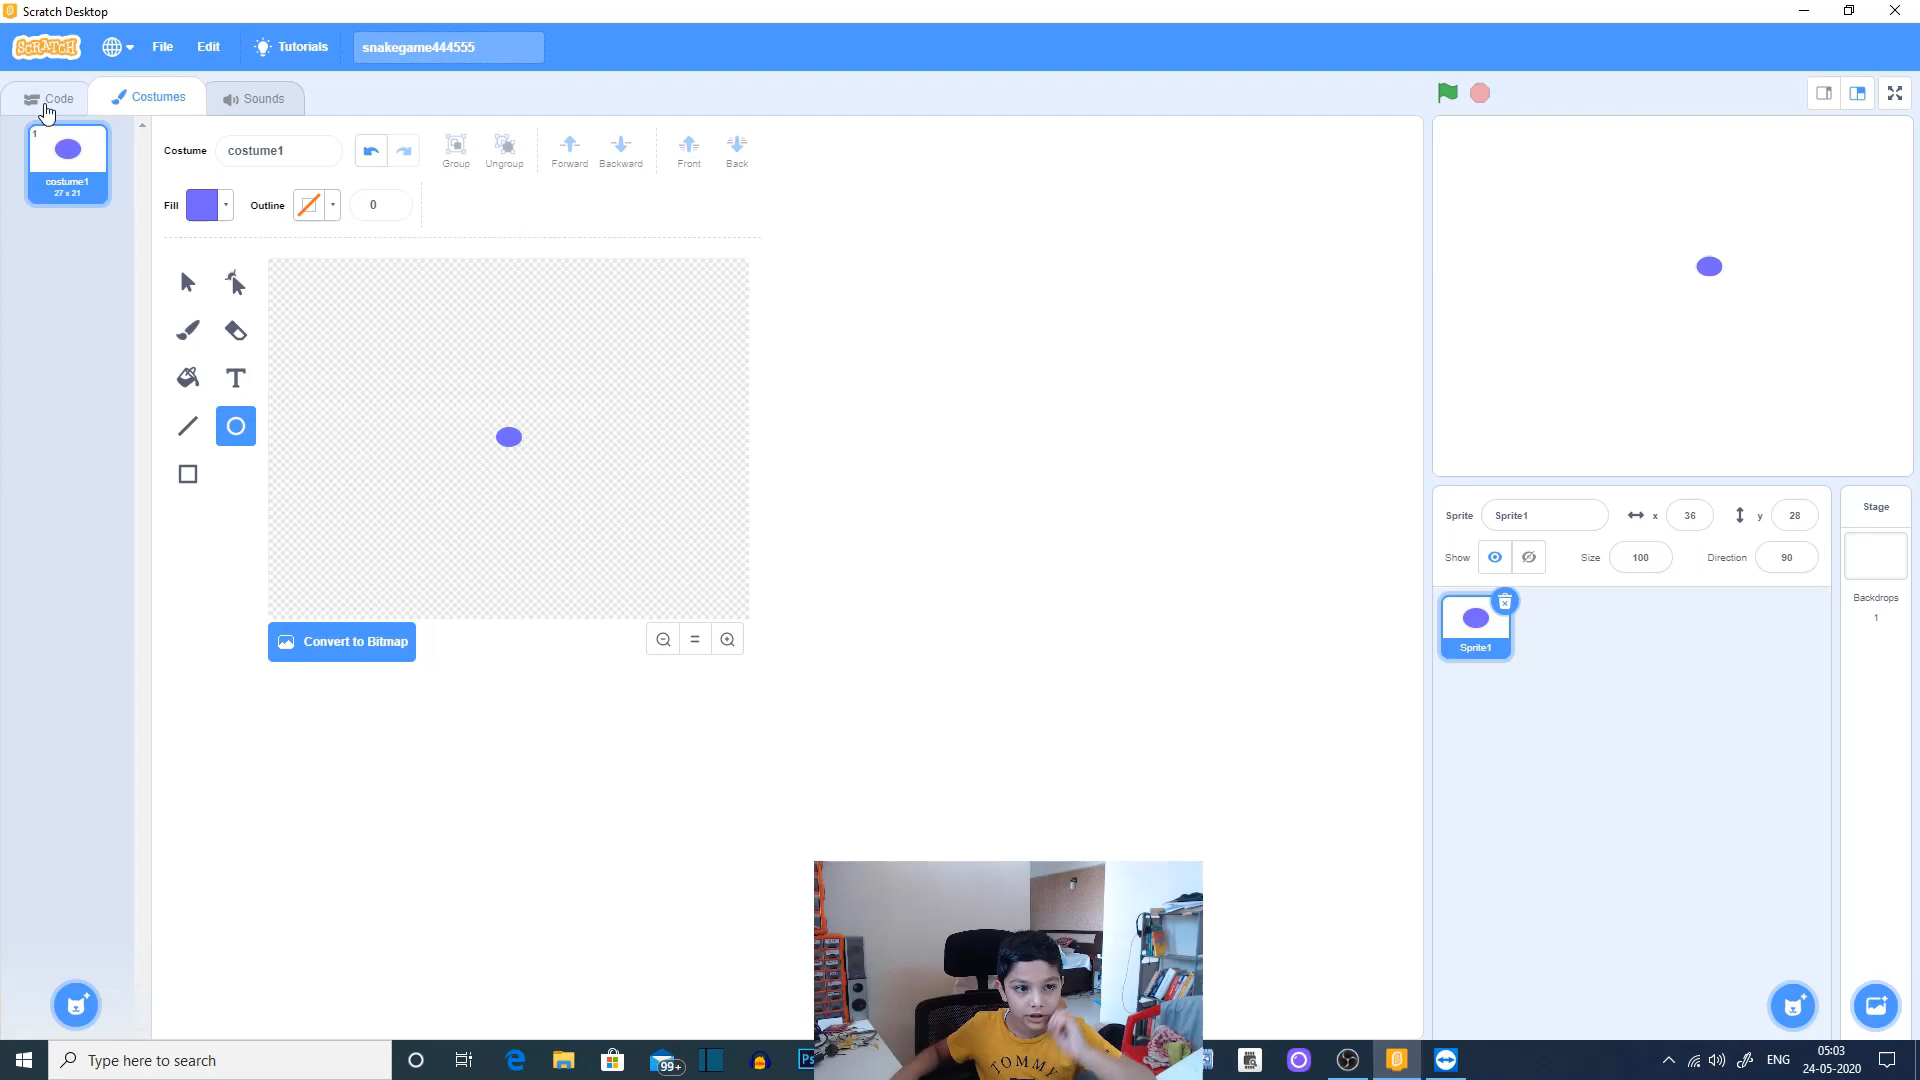 Scratch Desktop
SCRATCH
File
Edit
Tutorials
snakegame444555
Code
Costumes
Sounds
1
costume1
27 x 21
Costume
costume1
Group
Ungroup
Forward
Backward
Front
Back
Fill
Outline
0
T
Convert to Bitmap
=
Sprite
Sprite1
x
36
y
28
Show
Size
100
Direction
90
Sprite1
Stage
Backdrops
1
TOMMY
Type here to search
99+
Ps
ENG
05:03
24-05-2020